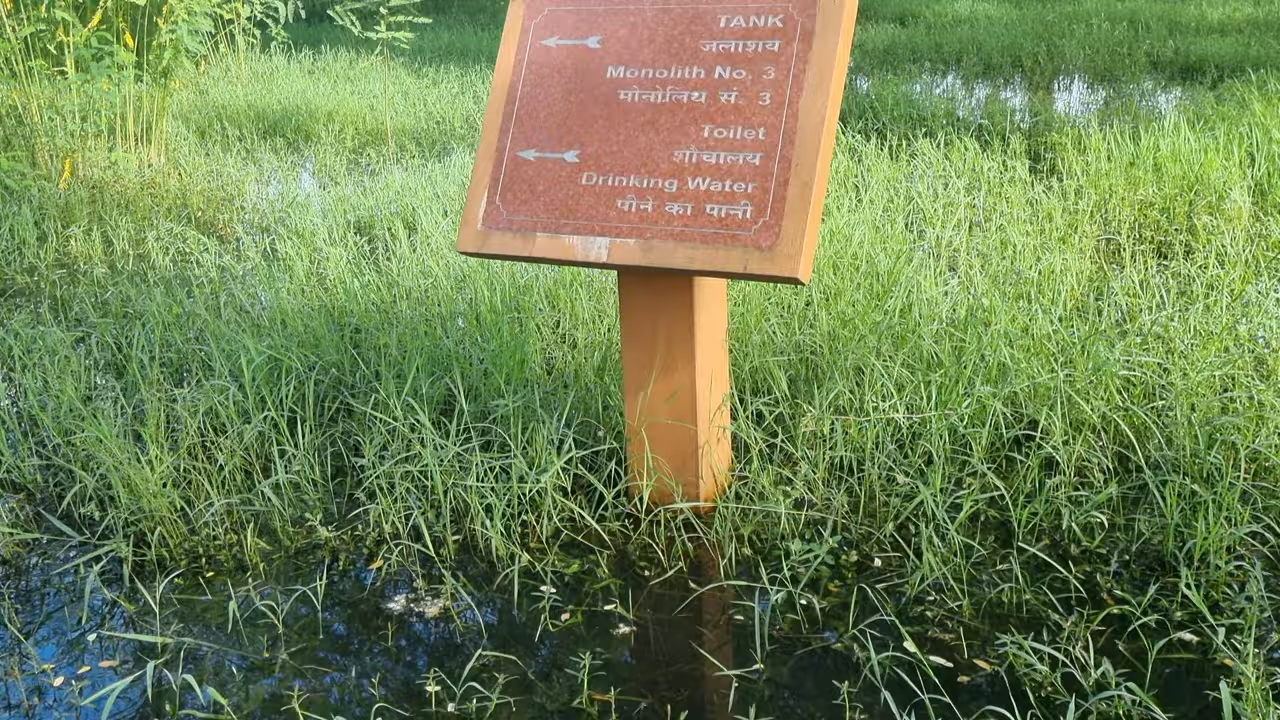 TANK
जलाशय
Monolith No. 3
मोनोलिथ सं. 3
Toilet
शौचालय
Drinking Water
पीने का पानी